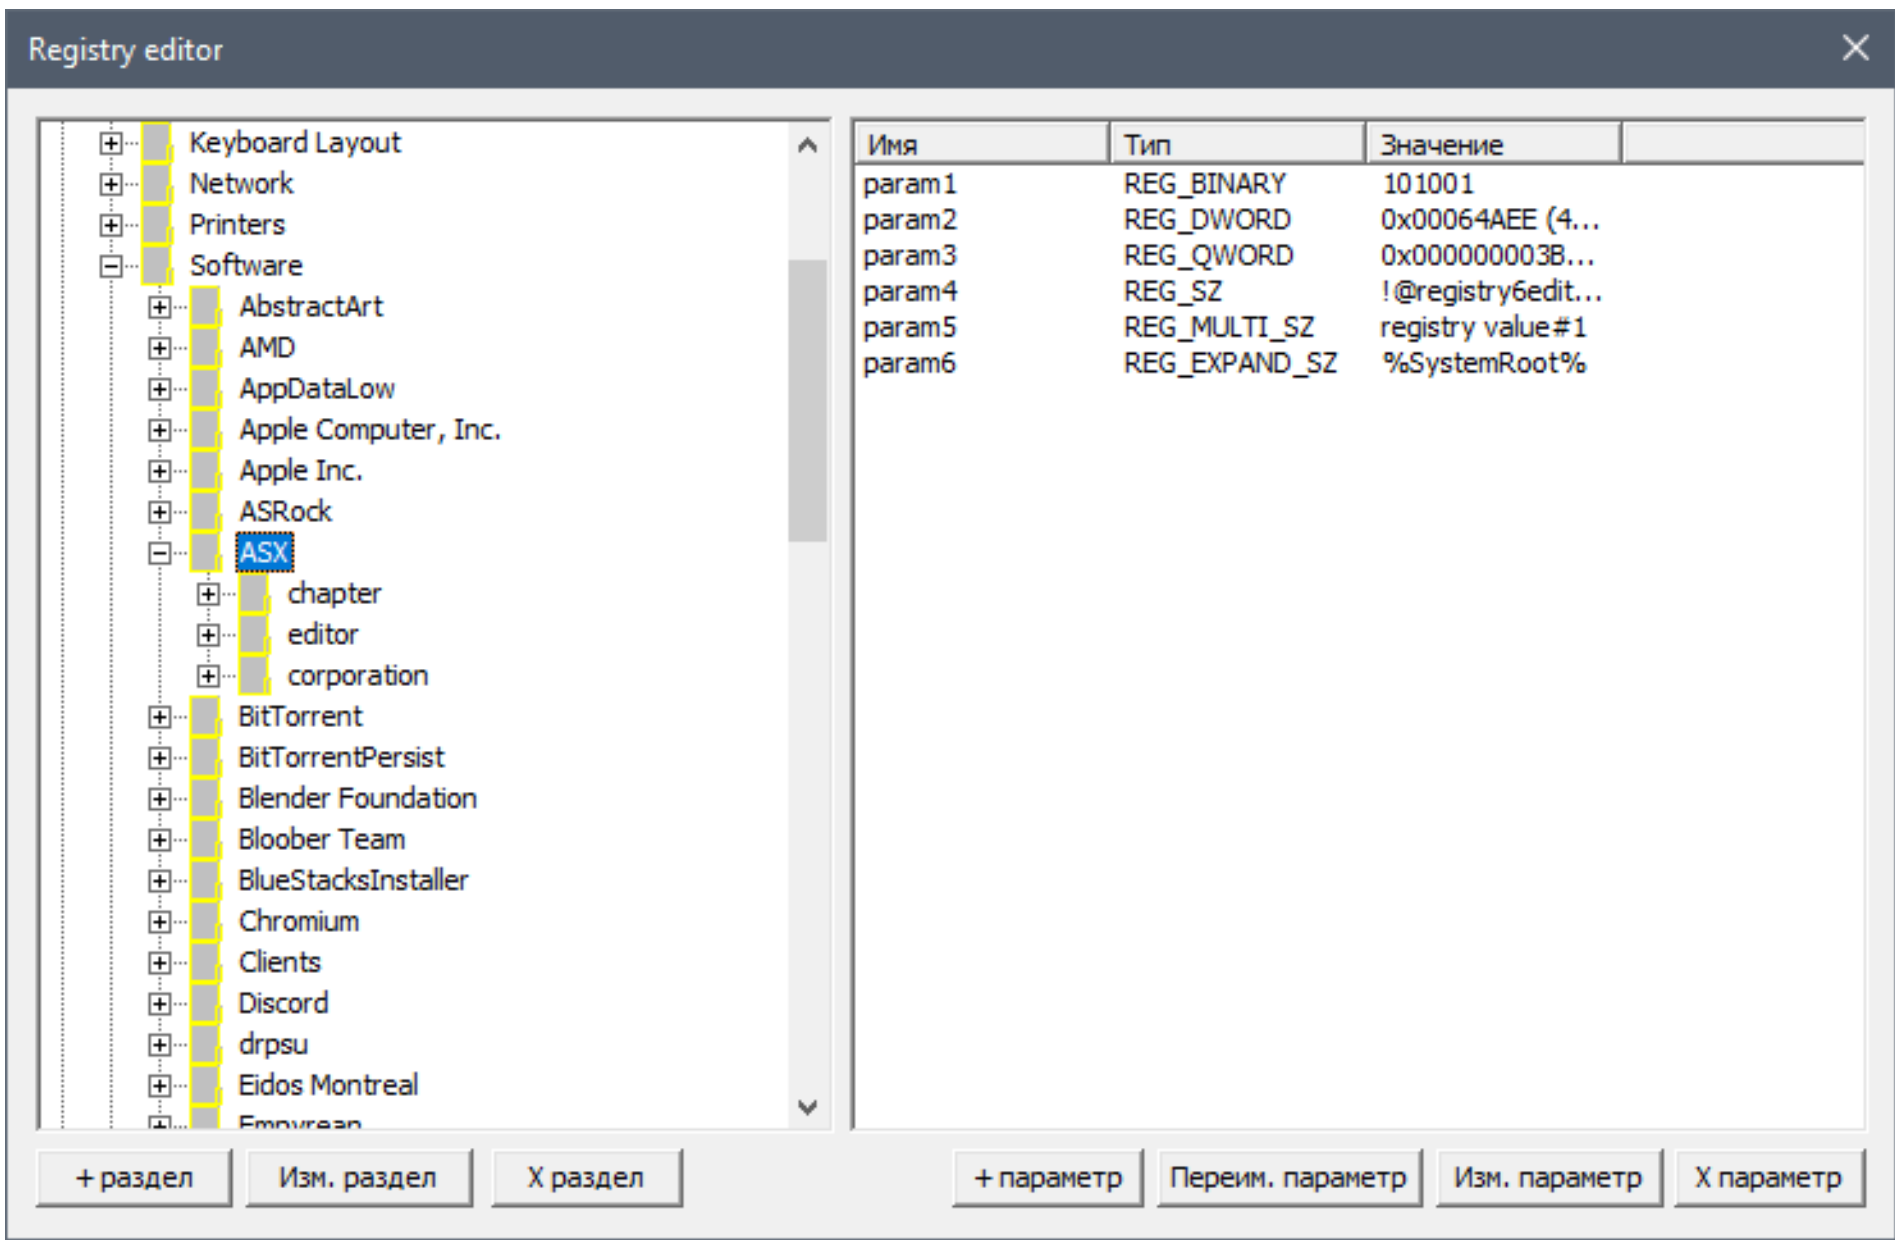 Registry editor
Keyboard Layout
Network
Printers
Software
AbstractArt
AMD
AppDataLow
Apple Computer, Inc.
Apple Inc.
ASRock
ASX
chapter
editor
corporation
BitTorrent
BitTorrentPersist
Blender Foundation
Bloober Team
BlueStacksInstaller
Chromium
Clients
Discord
drpsu
Eidos Montreal
Empyrean
Имя Тип Значение
param1 REG_BINARY 101001
param2 REG_DWORD 0x00064AEE (4...
param3 REG_QWORD 0x000000003B...
param4 REG_SZ !@registry6edit...
param5 REG_MULTI_SZ registry value#1
param6 REG_EXPAND_SZ %SystemRoot%
+ раздел Изм. раздел X раздел + параметр Переим. параметр Изм. параметр X параметр